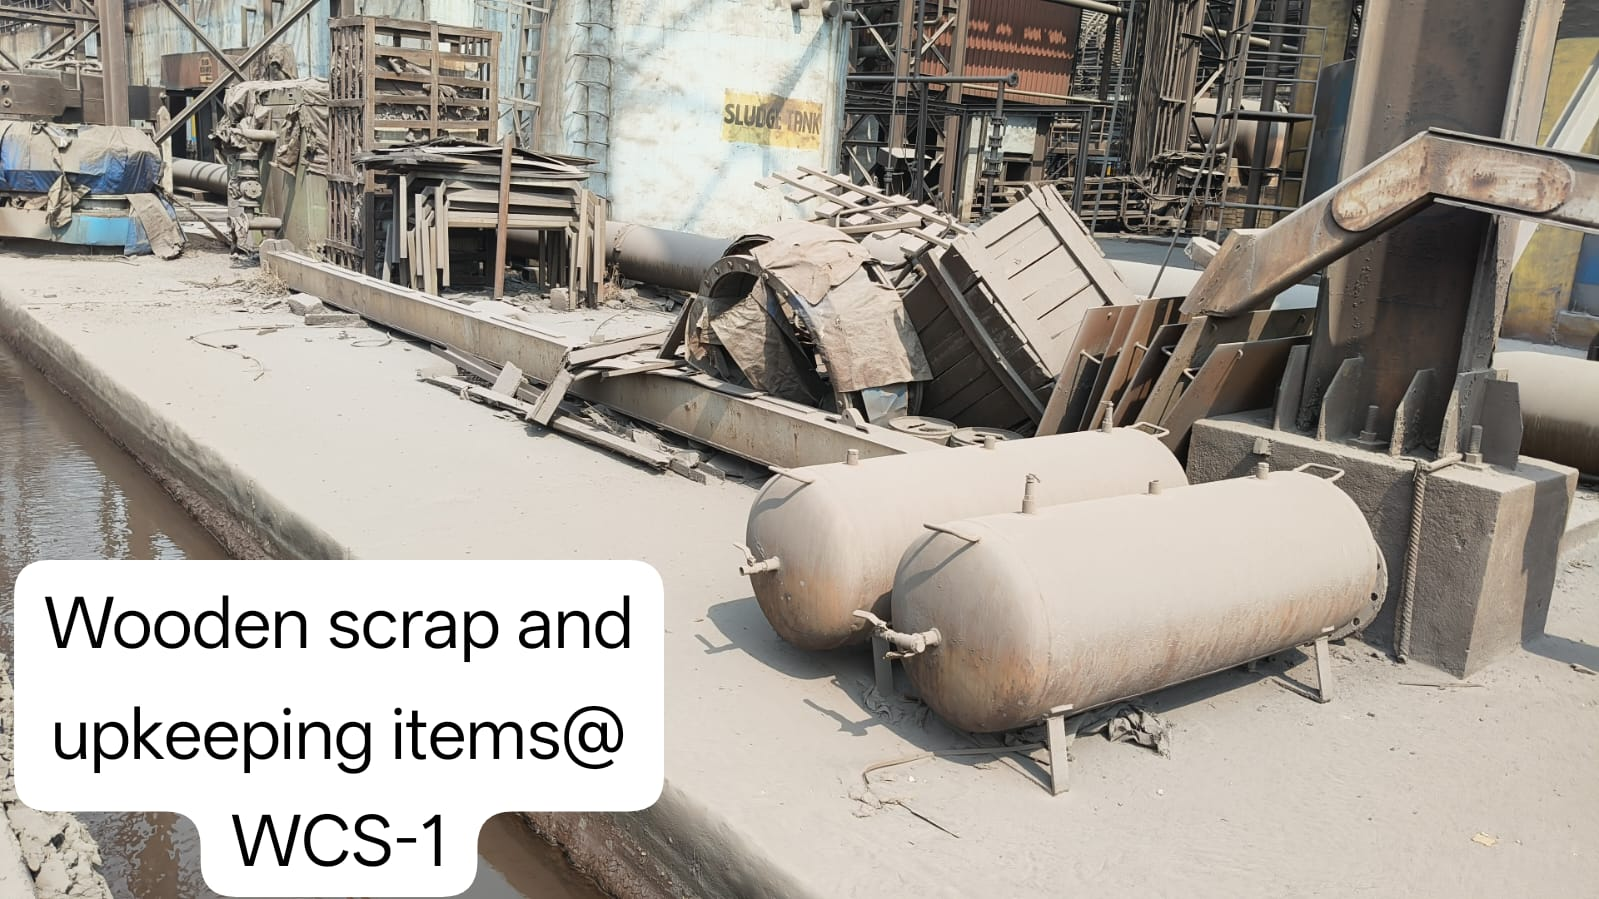 SLUDGE TANK
Wooden scrap and
upkeeping items@
WCS-1